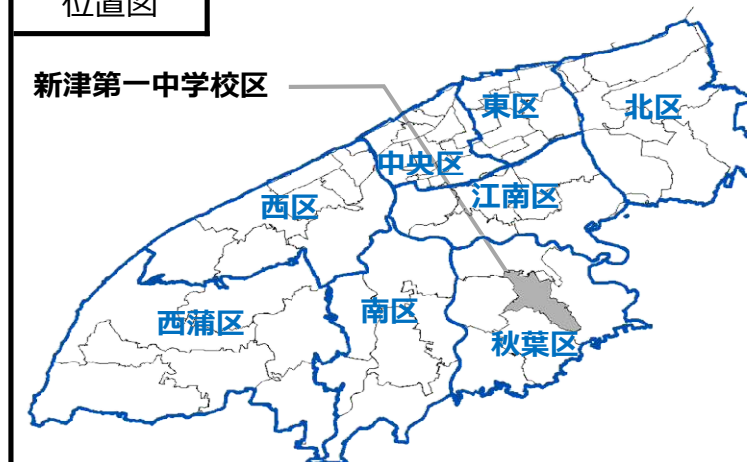 位置図
新津第一中学校区
東区
北区
中央区
江南区
西区
西蒲区
南区
秋葉区